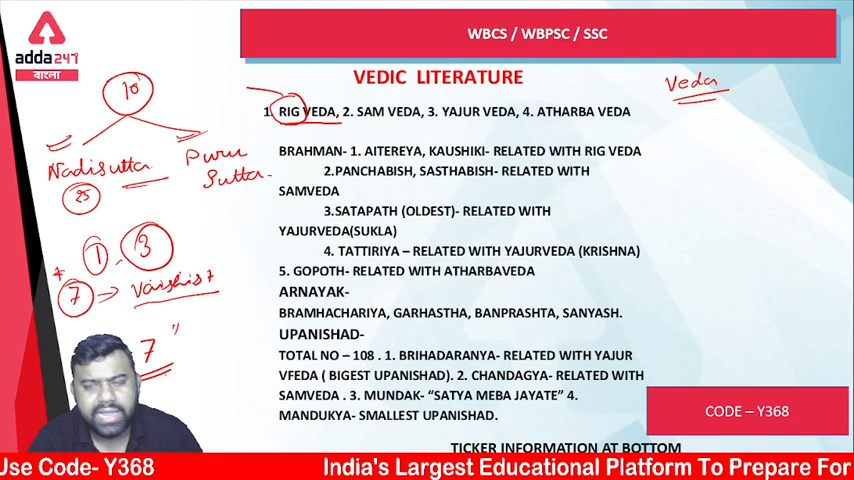 WBCS / WBPSC / SSC
adda247
বাংলা
VEDIC LITERATURE
Veda
10
1. RIG VEDA, 2. SAM VEDA, 3. YAJUR VEDA, 4. ATHARBA VEDA
Nadisutta
Puru
Sutta
25
BRAHMAN- 1. AITEREYA, KAUSHIKI- RELATED WITH RIG VEDA
2.PANCHABISH, SASTHABISH- RELATED WITH
SAMVEDA
3.SATAPATH (OLDEST)- RELATED WITH
YAJURVEDA(SUKLA)
4. TATTIRIYA – RELATED WITH YAJURVEDA (KRISHNA)
5. GOPOTH- RELATED WITH ATHARBAVEDA
1, 3
7
7"
ARNAYAK-
BRAMHACHARIYA, GARHASTHA, BANPRASHTA, SANYASH.
UPANISHAD-
TOTAL NO – 108 . 1. BRIHADARANYA- RELATED WITH YAJUR
VFEDA ( BIGEST UPANISHAD). 2. CHANDAGYA- RELATED WITH
SAMVEDA . 3. MUNDAK- “SATYA MEBA JAYATE” 4.
MANDUKYA- SMALLEST UPANISHAD.
CODE – Y368
TICKER INFORMATION AT BOTTOM
Use Code- Y368
India's Largest Educational Platform To Prepare For